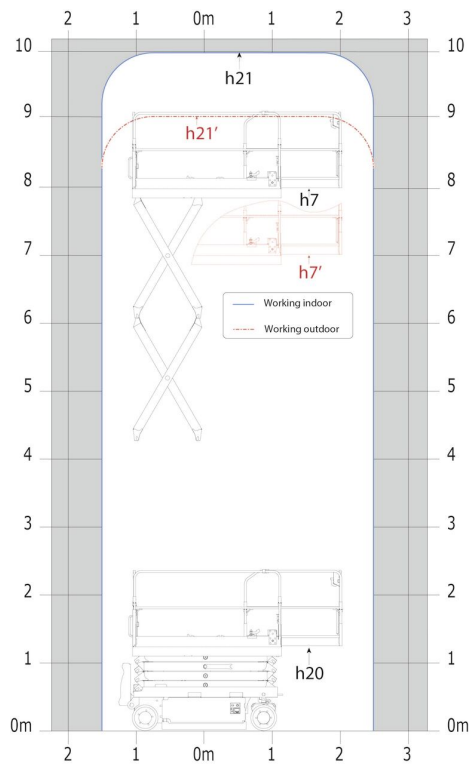 2 1 0m 1 2 3
10 10
h21
9 9
h21’
8 8
h7
7 7
h7’
Working indoor
6 6
Working outdoor
5 5
4 4
3 3
2 2
1 1
h20
0m 0m
2 1 0m 1 2 3